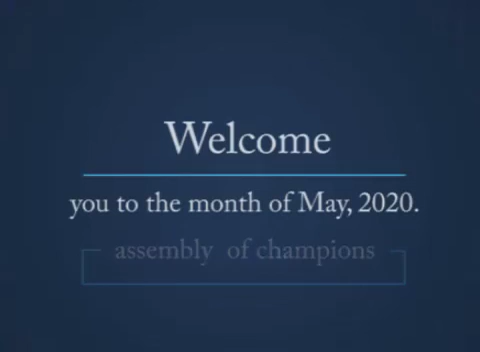 Welcome
you to the month of May, 2020.
assembly of champions